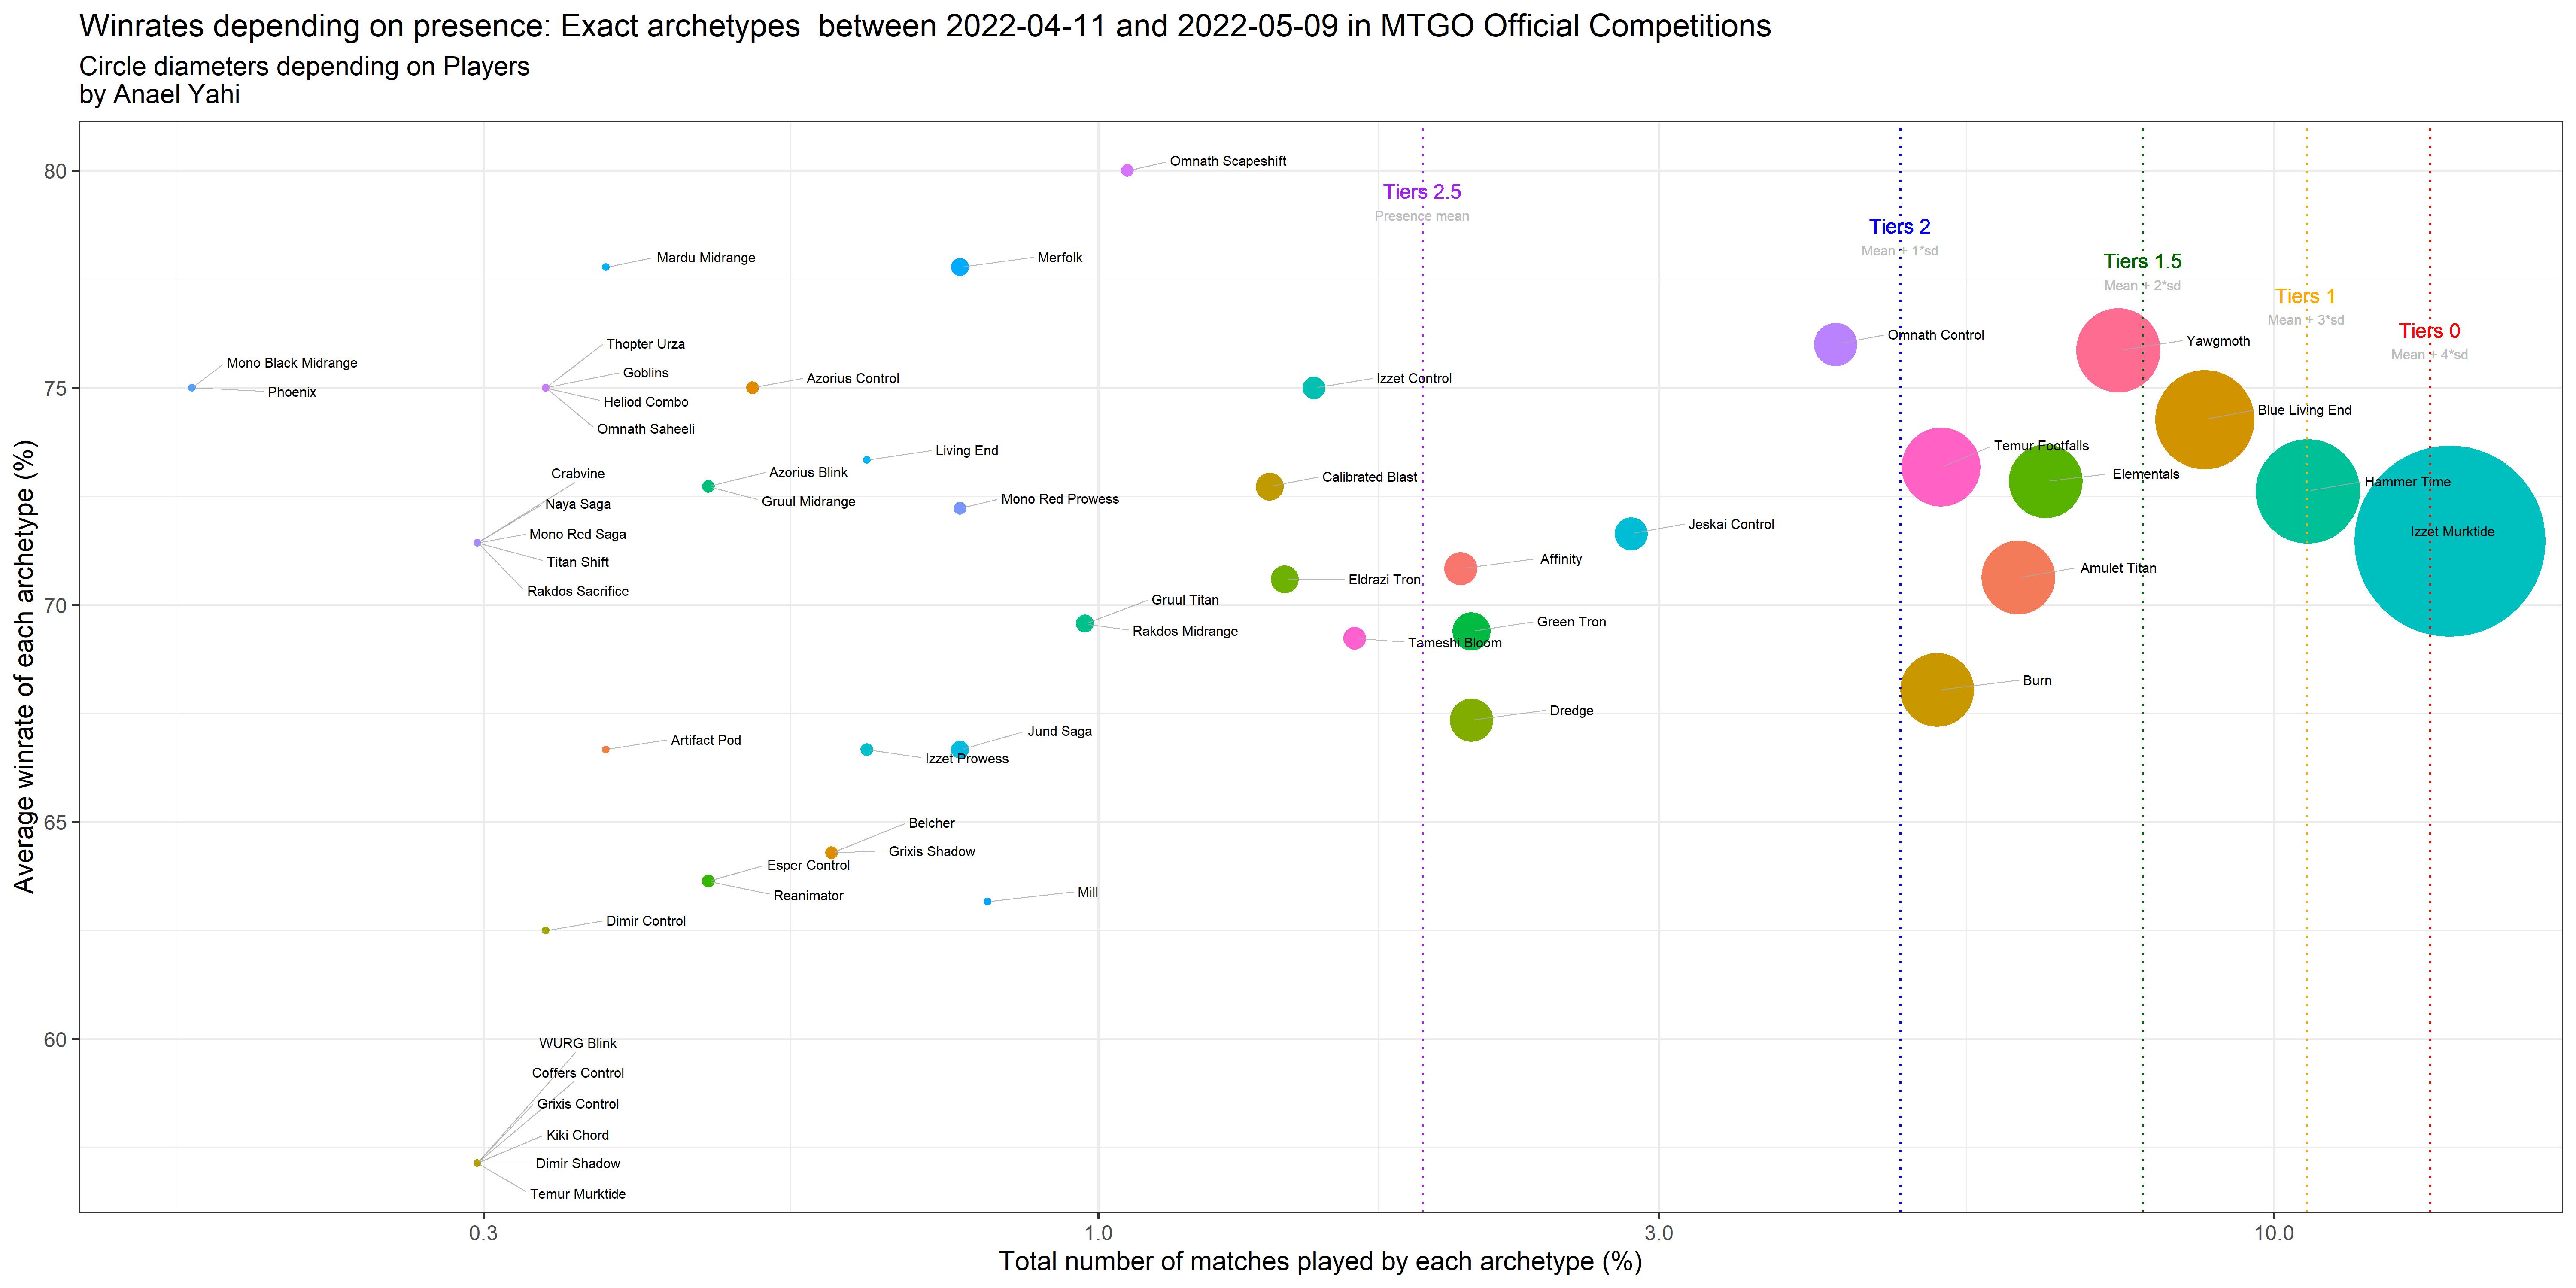 Winrates depending on presence: Exact archetypes  between 2022-04-11 and 2022-05-09 in MTGO Official Competitions
Circle diameters depending on Players
by Anael Yahi
Average winrate of each archetype (%)
80
75
70
65
60
Omnath Scapeshift
Tiers 2.5
Presence mean
Tiers 2
Mean + 1*sd
Tiers 1.5
Mean + 2*sd
Tiers 1
Mean + 3*sd
Tiers 0
Mean + 4*sd
Mardu Midrange
Merfolk
Omnath Control
Yawgmoth
Thopter Urza
Mono Black Midrange
Goblins
Azorius Control
Izzet Control
Phoenix
Heliod Combo
Blue Living End
Omnath Saheeli
Temur Footfalls
Living End
Crabvine
Azorius Blink
Calibrated Blast
Elementals
Hammer Time
Naya Saga
Gruul Midrange
Mono Red Prowess
Jeskai Control
Izzet Murktide
Mono Red Saga
Titan Shift
Affinity
Amulet Titan
Eldrazi Tron
Rakdos Sacrifice
Gruul Titan
Rakdos Midrange
Green Tron
Tameshi Bloom
Burn
Dredge
Artifact Pod
Jund Saga
Izzet Prowess
Belcher
Grixis Shadow
Esper Control
Reanimator
Mill
Dimir Control
WURG Blink
Coffers Control
Grixis Control
Kiki Chord
Dimir Shadow
Temur Murktide
0.3
1.0
3.0
10.0
Total number of matches played by each archetype (%)